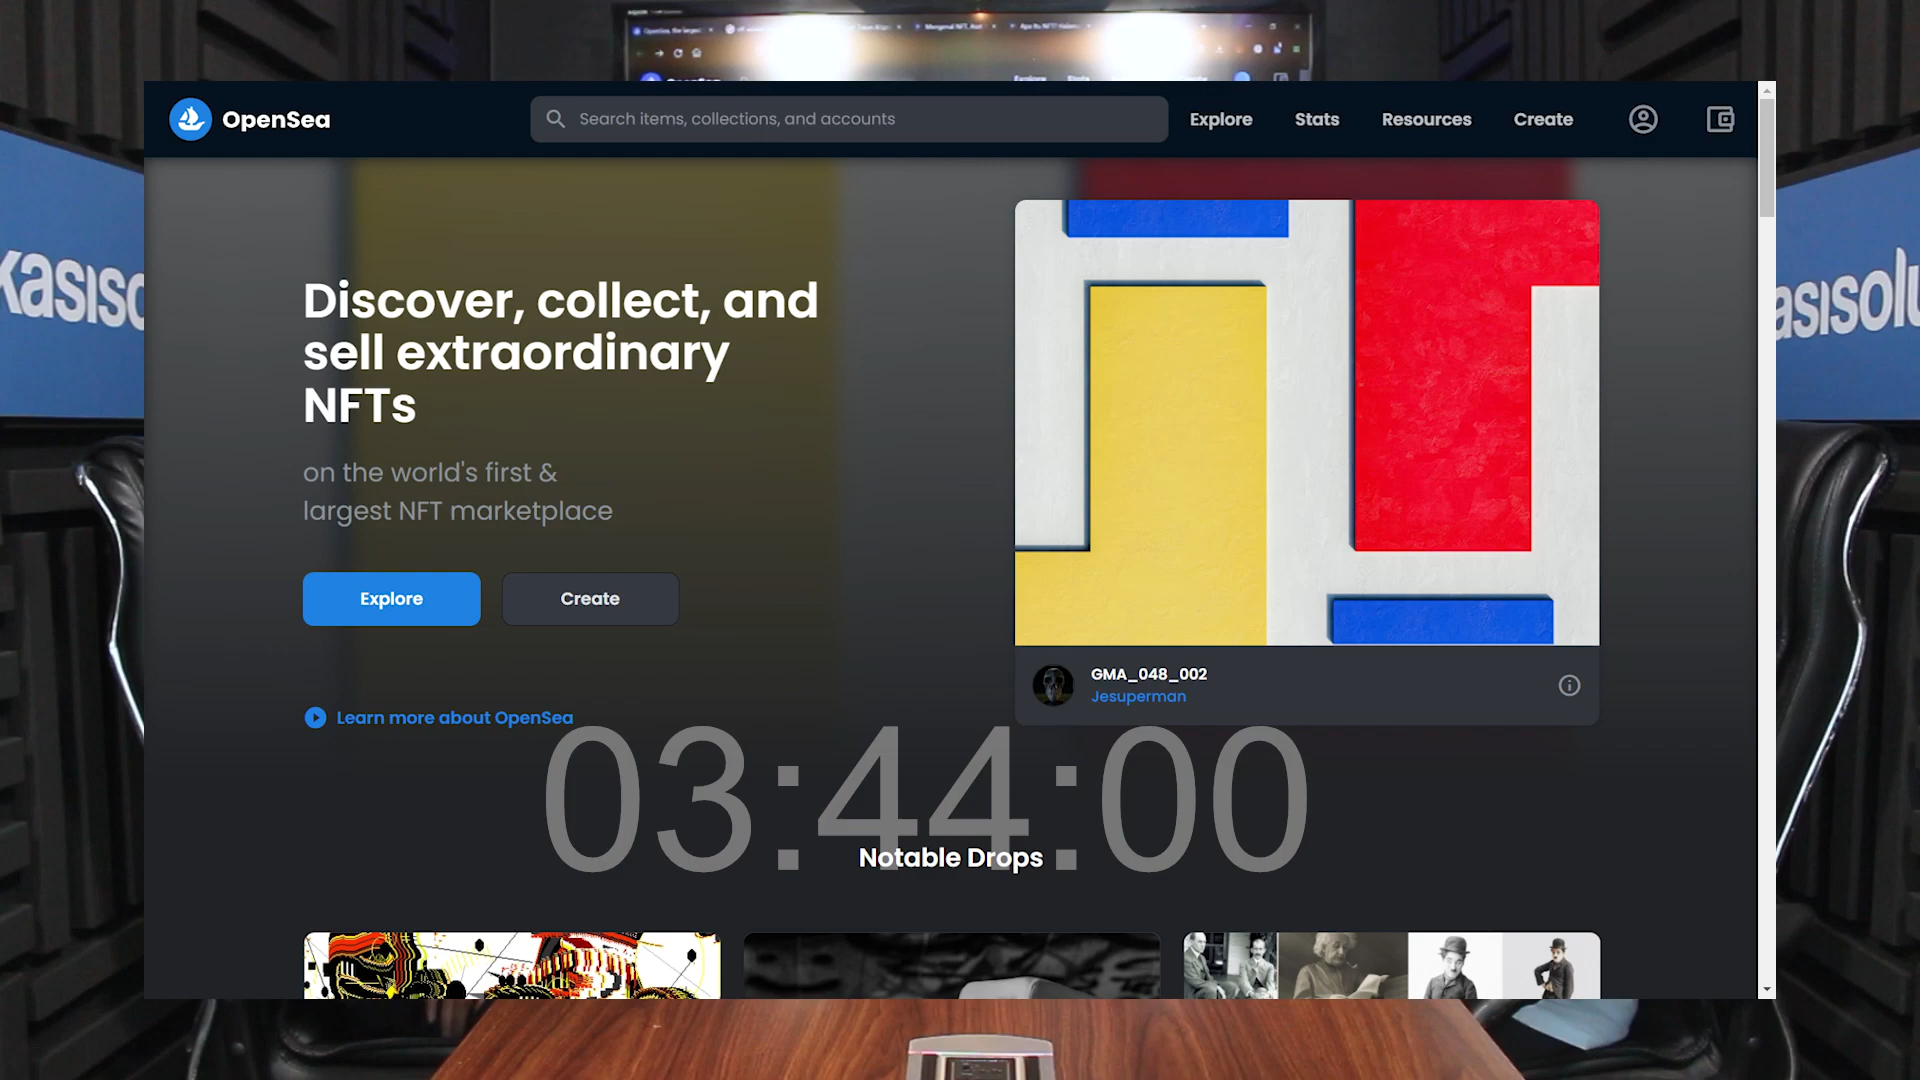 OpenSea
Search items, collections, and accounts
Explore
Stats
Resources
Create
Discover, collect, and
sell extraordinary
NFTs
on the world's first &
largest NFT marketplace
Explore
Create
GMA_048_002
Jesuperman
Learn more about OpenSea
03:44:00
Notable Drops